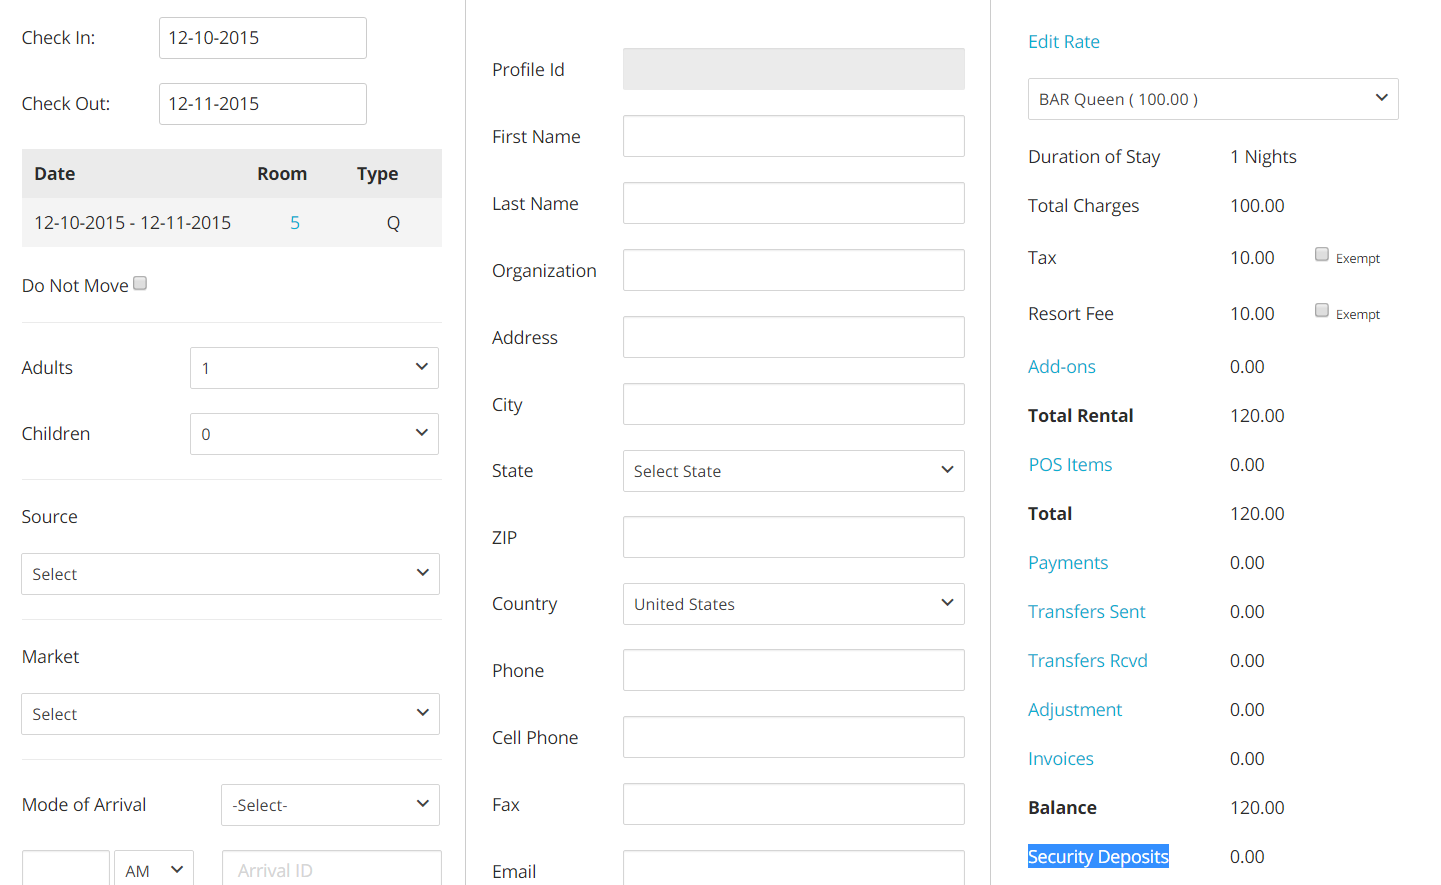 Check In:
12-10-2015
Check Out:
12-11-2015
Date Room Type
12-10-2015 - 12-11-2015 5 Q
Do Not Move
Adults
1
Children
0
Source
Select
Market
Select
Mode of Arrival
-Select-
AM
Arrival ID
Profile Id
First Name
Last Name
Organization
Address
City
State
Select State
ZIP
Country
United States
Phone
Cell Phone
Fax
Email
Edit Rate
BAR Queen ( 100.00 )
Duration of Stay 1 Nights
Total Charges 100.00
Tax 10.00 Exempt
Resort Fee 10.00 Exempt
Add-ons 0.00
Total Rental 120.00
POS Items 0.00
Total 120.00
Payments 0.00
Transfers Sent 0.00
Transfers Rcvd 0.00
Adjustment 0.00
Invoices 0.00
Balance 120.00
Security Deposits 0.00